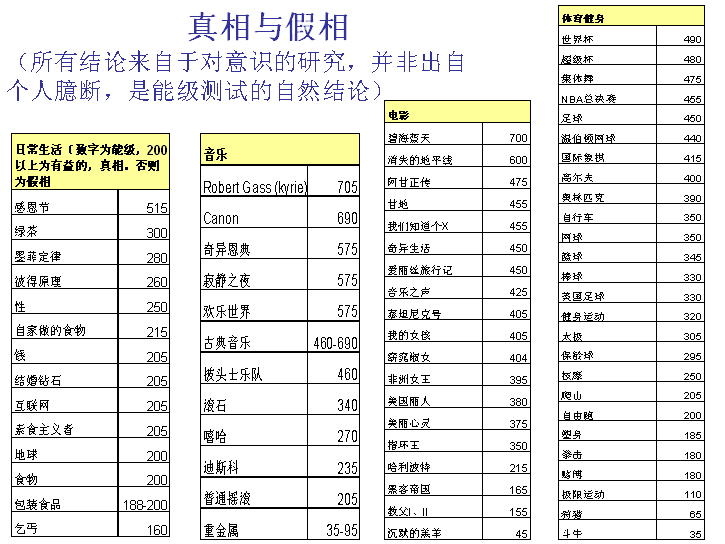 真相与假相
（所有结论来自于对意识的研究，并非出自
个人臆断，是能级测试的自然结论）
日常生活（数字为能级，200
以上为有益的，真相。否则
为假相
感恩节 515
绿茶 300
墨菲定律 280
彼得原理 260
性 250
自家做的食物 215
钱 205
结婚钻石 205
互联网 205
素食主义者 205
地球 200
食物 200
包装食品 188-200
乞丐 160
音乐
Robert Gass (kyrie) 705
Canon 690
奇异恩典 575
寂静之夜 575
欢乐世界 575
古典音乐 460-690
披头士乐队 460
滚石 340
嘻哈 270
迪斯科 235
普通摇滚 205
重金属 35-95
电影
碧海蓝天 700
消失的地平线 600
阿甘正传 475
甘地 455
我们知道个X 455
奇异生活 450
爱丽丝旅行记 450
音乐之声 425
泰坦尼克号 405
我的女孩 405
窈窕淑女 404
非洲女王 395
美国丽人 380
美丽心灵 375
指环王 350
哈利波特 215
黑客帝国 165
教父I、II 155
沉默的羔羊 45
体育健身
世界杯 490
超级杯 480
集体舞 475
NBA总决赛 455
足球 450
温伯顿网球 440
国际象棋 415
高尔夫 400
奥林匹克 390
自行车 350
网球 350
篮球 345
棒球 330
英国足球 330
健身运动 320
太极 305
保龄球 295
极限 250
爬山 205
自由跑 200
塑身 185
拳击 180
赌博 180
极限运动 110
狩猎 65
斗牛 35